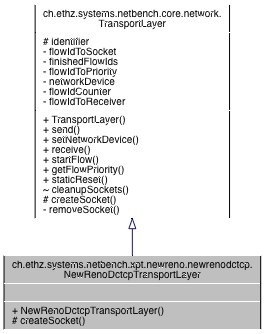 ch.ethz.systems.netbench.core.network.
TransportLayer
# identifier
- flowIdToSocket
- finishedFlowIds
- flowIdToPriority
- networkDevice
- flowIdCounter
- flowIdToReceiver
+ TransportLayer()
+ send()
+ setNetworkDevice()
+ receive()
+ startFlow()
+ getFlowPriority()
+ staticReset()
~ cleanupSockets()
# createSocket()
- removeSocket()
ch.ethz.systems.netbench.xpt.newreno.newrenodctcp.
NewRenoDctcpTransportLayer
+ NewRenoDctcpTransportLayer()
# createSocket()